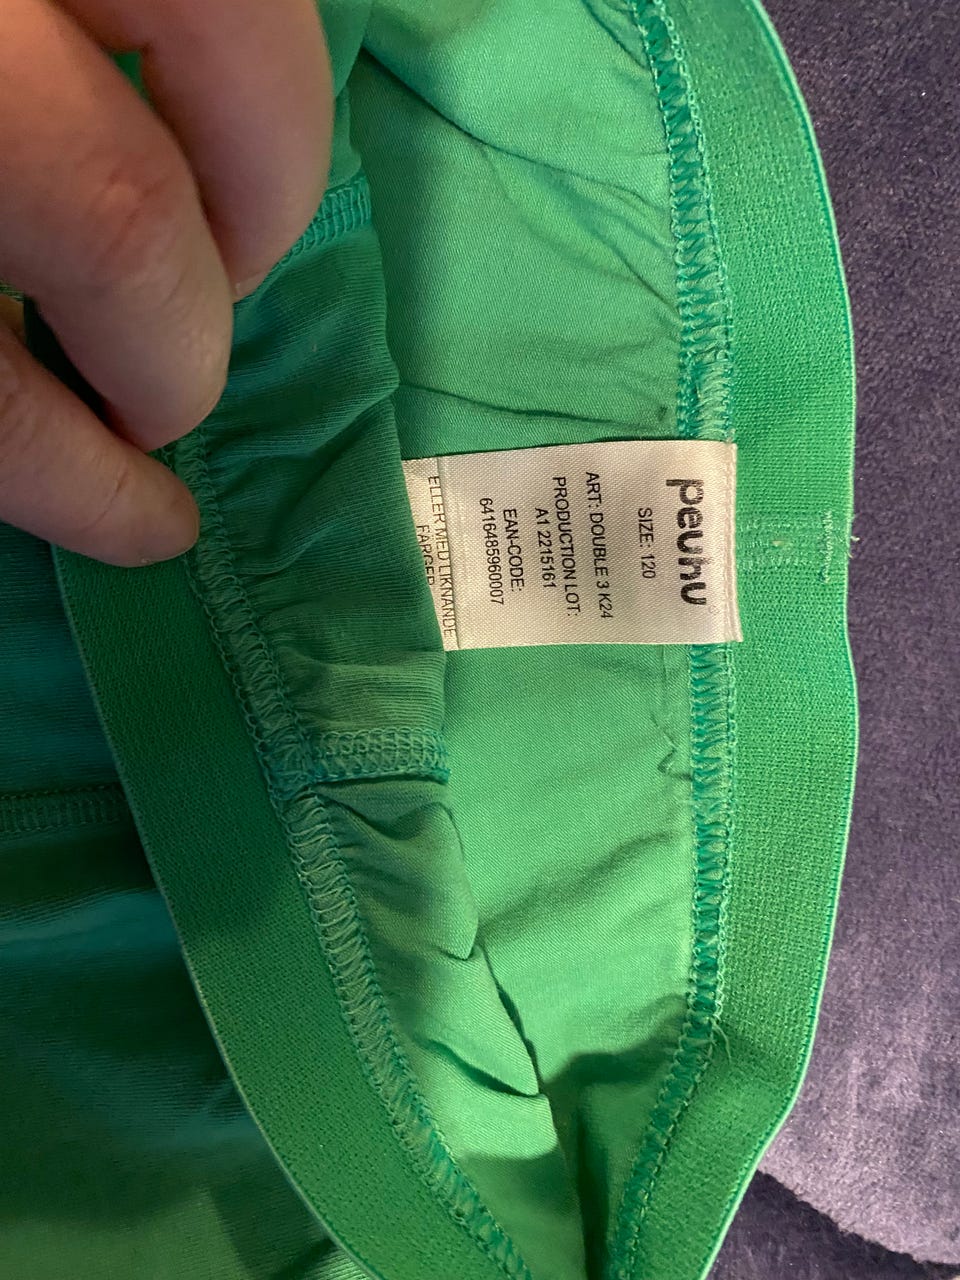 peuhu
SIZE: 120
ART: DOUBLE 3 K24
PRODUCTION LOT:
A1 2215161
EAN-CODE:
6416485960007
ELLER MED LIKNANDE
FÄRGER